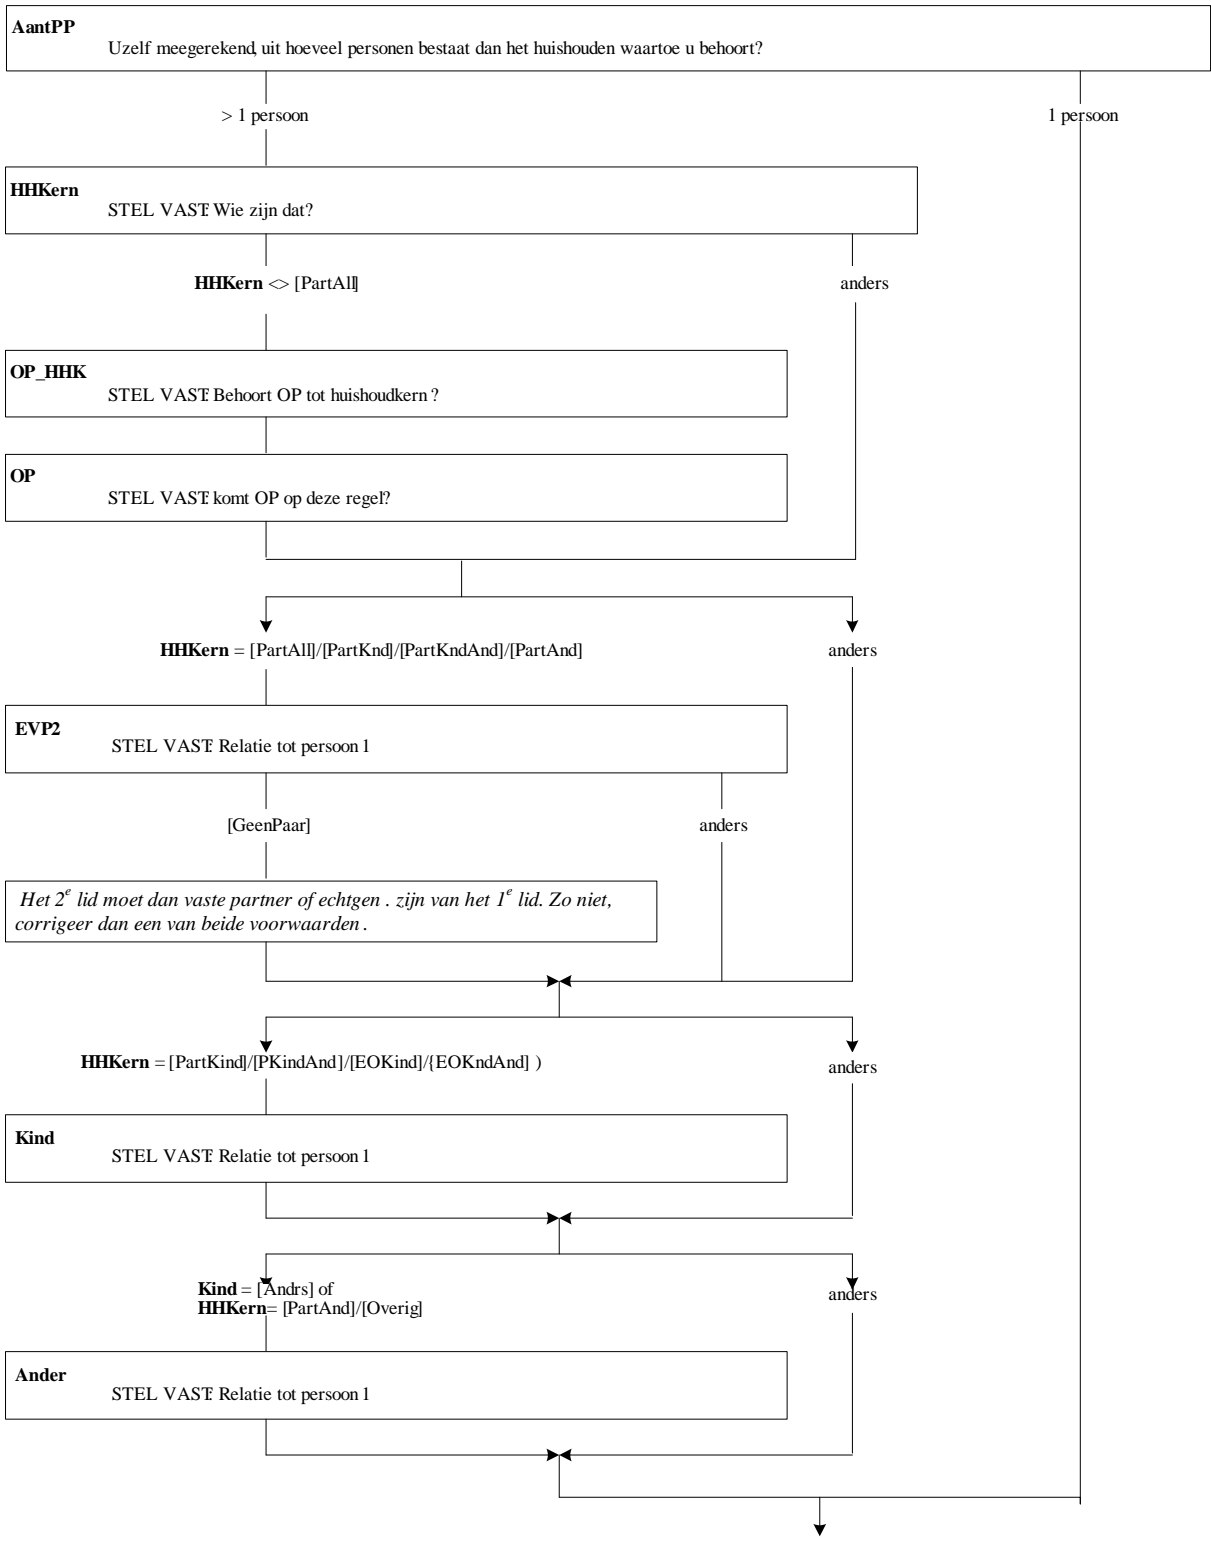 AantPP
Uzelf meegerekend, uit hoeveel personen bestaat dan het huishouden waartoe u behoort?
> 1 persoon
1 persoon
HHKern
STEL VAST: Wie zijn dat?
HHKern <> [PartAll]
anders
OP_HHK
STEL VAST: Behoort OP tot huishoudkern ?
OP
STEL VAST: komt OP op deze regel?
HHKern = [PartAll]/[PartKnd]/[PartKndAnd]/[PartAnd]
anders
EVP2
STEL VAST: Relatie tot persoon 1
[GeenPaar]
anders
Het 2e lid moet dan vaste partner of echtgen . zijn van het 1e lid. Zo niet,
corrigeer dan een van beide voorwaarden .
HHKern = [PartKind]/[PKindAnd]/[EOKind]/{EOKndAnd] )
anders
Kind
STEL VAST: Relatie tot persoon 1
Kind = [Andrs] of
HHKern= [PartAnd]/[Overig]
anders
Ander
STEL VAST: Relatie tot persoon 1